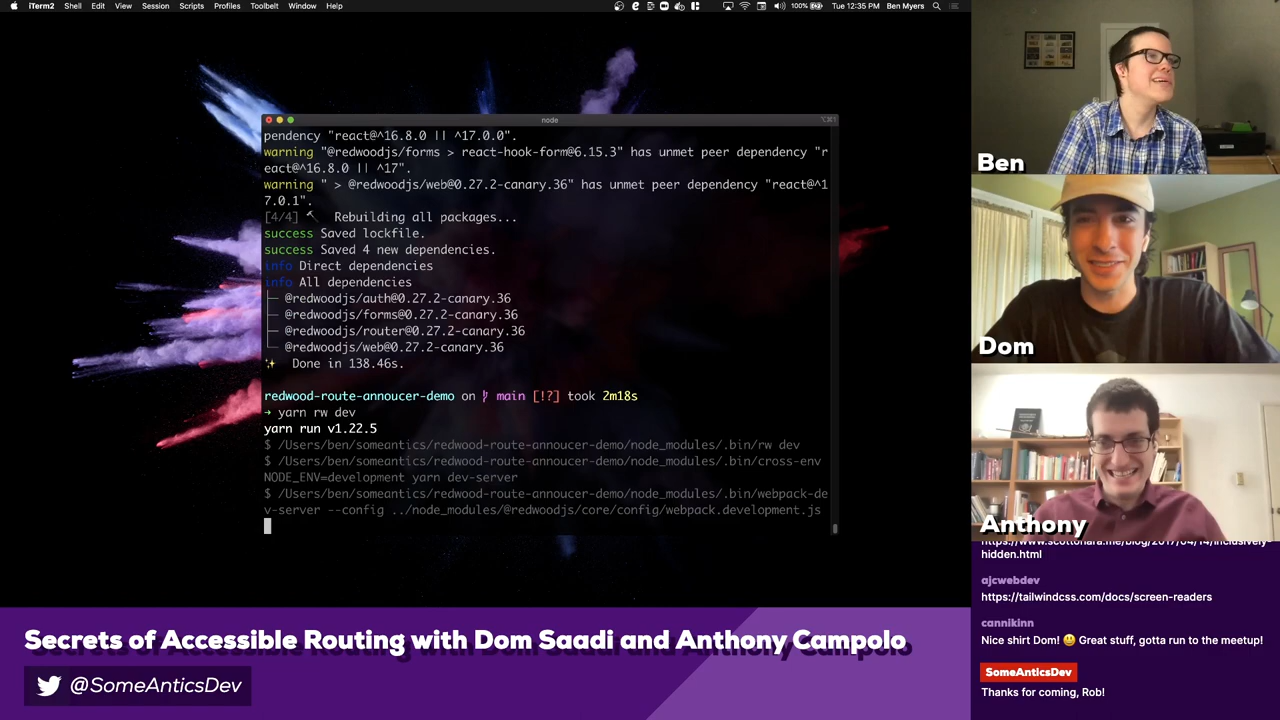 iTerm2 Shell Edit View Session Scripts Profiles Toolbelt Window Help
100% Tue 12:35 PM Ben Myers
node
⌥⌘1
pendency "react@^16.8.0 || ^17.0.0".
warning "@redwoodjs/forms > react-hook-form@6.15.3" has unmet peer dependency "r
eact@^16.8.0 || ^17".
warning " > @redwoodjs/web@0.27.2-canary.36" has unmet peer dependency "react@^1
7.0.1".
[4/4] 🔨 Rebuilding all packages...
success Saved lockfile.
success Saved 4 new dependencies.
info Direct dependencies
info All dependencies
├─ @redwoodjs/auth@0.27.2-canary.36
├─ @redwoodjs/forms@0.27.2-canary.36
├─ @redwoodjs/router@0.27.2-canary.36
└─ @redwoodjs/web@0.27.2-canary.36
✨ Done in 138.46s.
redwood-route-annoucer-demo on main [!?] took 2m18s
➜ yarn rw dev
yarn run v1.22.5
$ /Users/ben/someantics/redwood-route-annoucer-demo/node_modules/.bin/rw dev
$ /Users/ben/someantics/redwood-route-annoucer-demo/node_modules/.bin/cross-env
NODE_ENV=development yarn dev-server
$ /Users/ben/someantics/redwood-route-annoucer-demo/node_modules/.bin/webpack-de
v-server --config ../node_modules/@redwoodjs/core/config/webpack.development.js
Ben
Dom
Anthony
https://www.scottohara.me/blog/2017/04/14/inclusively-
hidden.html
ajcwebdev
https://tailwindcss.com/docs/screen-readers
cannikinn
Nice shirt Dom! 😃 Great stuff, gotta run to the meetup!
SomeAnticsDev
Thanks for coming, Rob!
Secrets of Accessible Routing with Dom Saadi and Anthony Campolo
@SomeAnticsDev